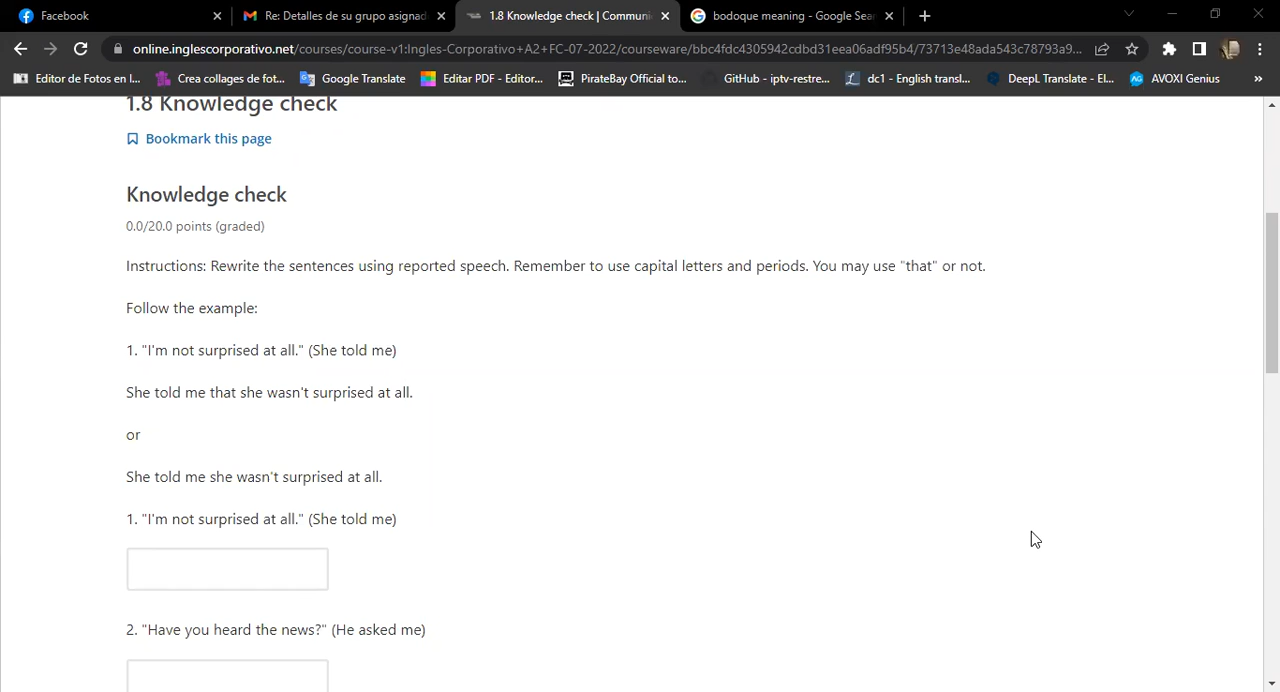 Facebook
Re: Detalles de su grupo asignad
1.8 Knowledge check | Communi
bodoque meaning - Google Sea
online.inglescorporativo.net/courses/course-v1:Ingles-Corporativo+A2+FC-07-2022/courseware/bbc4fdc4305942cdbd31eea06adf95b4/73713e48ada543c78793a9...
Editor de Fotos en l...
Crea collages de fot...
Google Translate
Editar PDF - Editor...
PirateBay Official to...
GitHub - iptv-restre...
dc1 - English transl...
DeepL Translate - El...
AVOXI Genius
»
1.8 Knowledge check
Bookmark this page
Knowledge check
0.0/20.0 points (graded)
Instructions: Rewrite the sentences using reported speech. Remember to use capital letters and periods. You may use "that" or not.
Follow the example:
1. "I'm not surprised at all." (She told me)
She told me that she wasn't surprised at all.
or
She told me she wasn't surprised at all.
1. "I'm not surprised at all." (She told me)
2. "Have you heard the news?" (He asked me)